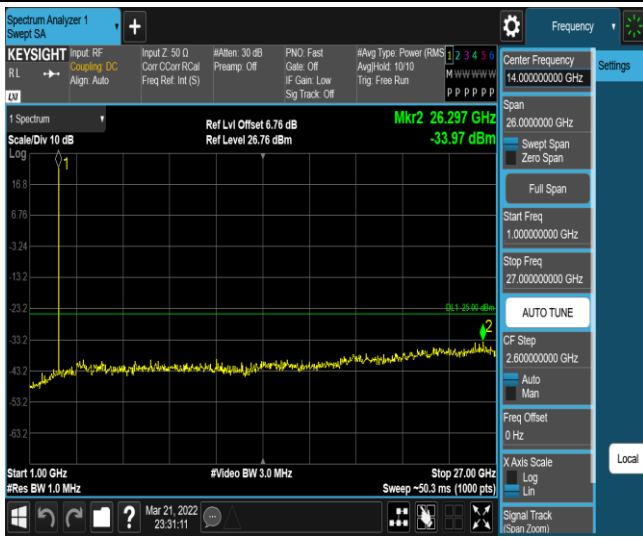 Spectrum Analyzer 1
Swept SA
Frequency
KEYSIGHT
RL
LXI
Input: RF
Coupling: DC
Align: Auto
Input Z: 50 Ω
Corr CCorr RCal
Freq Ref: Int (S)
#Atten: 30 dB
Preamp: Off
PNO: Fast
Gate: Off
IF Gain: Low
Sig Track: Off
#Avg Type: Power (RMS
Avg|Hold: 10/10
Trig: Free Run
1 2 3 4 5 6
M W W W W W
P P P P P P
1 Spectrum
Scale/Div 10 dB
Log
Ref Lvl Offset 6.76 dB
Ref Level 26.76 dBm
Mkr2 26.297 GHz
-33.97 dBm
1
16.8
6.76
-3.24
-13.2
-23.2
DL1 -25.00 dBm
2
-33.2
-43.2
-53.2
-63.2
Start 1.00 GHz
#Res BW 1.0 MHz
#Video BW 3.0 MHz
Stop 27.00 GHz
Sweep ~50.3 ms (1000 pts)
?
Mar 21, 2022
23:31:11
Center Frequency
14.000000000 GHz
Settings
Span
26.0000000 GHz
Swept Span
Zero Span
Full Span
Start Freq
1.000000000 GHz
Stop Freq
27.000000000 GHz
AUTO TUNE
CF Step
2.600000000 GHz
Auto
Man
Freq Offset
0 Hz
X Axis Scale
Log
Lin
Local
Signal Track
(Span Zoom)